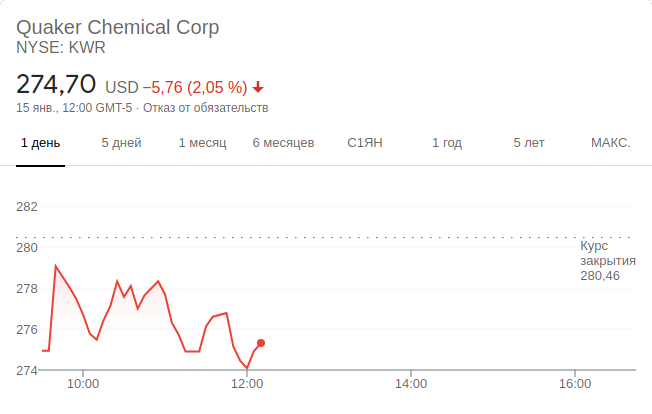 Quaker Chemical Corp
NYSE: KWR
274,70 USD −5,76 (2,05 %)
15 янв., 12:00 GMT-5 · Отказ от обязательств
1 день 5 дней 1 месяц 6 месяцев С1ЯН 1 год 5 лет МАКС.
282
280
278
276
274
Курс
закрытия
280,46
10:00 12:00 14:00 16:00